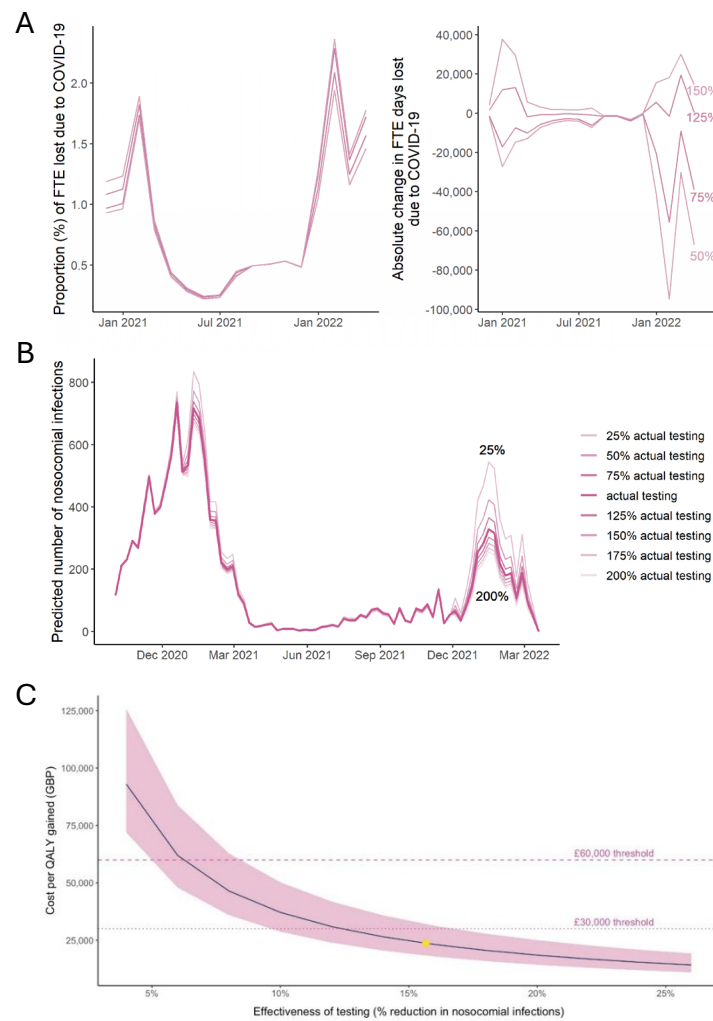 A
Proportion (%) of FTE lost due to COVID-19
2.0
1.5
1.0
0.5
Jan 2021
Jul 2021
Jan 2022
Absolute change in FTE days lost
due to COVID-19
40,000
20,000
0
-20,000
-40,000
-60,000
-80,000
-100,000
150%
125%
75%
50%
Jan 2021
Jul 2021
Jan 2022
B
Predicted number of nosocomial infections
800
600
400
200
0
25%
200%
Dec 2020
Mar 2021
Jun 2021
Sep 2021
Dec 2021
Mar 2022
25% actual testing
50% actual testing
75% actual testing
actual testing
125% actual testing
150% actual testing
175% actual testing
200% actual testing
C
Cost per QALY gained (GBP)
125,000
100,000
75,000
50,000
25,000
£60,000 threshold
£30,000 threshold
5%
10%
15%
20%
25%
Effectiveness of testing (% reduction in nosocomial infections)